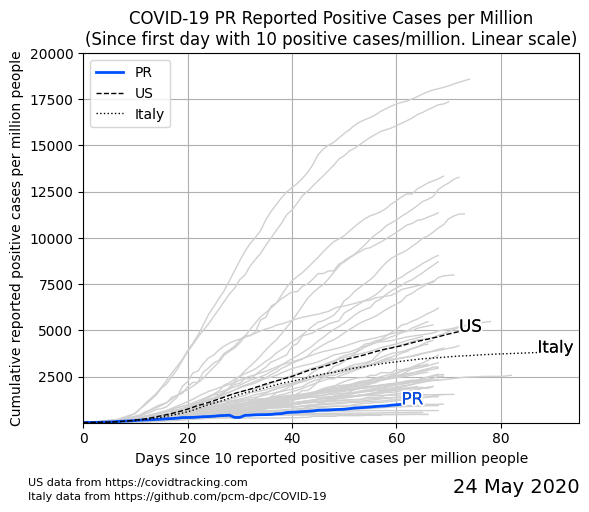 COVID-19 PR Reported Positive Cases per Million
(Since first day with 10 positive cases/million. Linear scale)
Cumulative reported positive cases per million people
20000
17500
15000
12500
10000
7500
5000
2500
PR
US
Italy
US
Italy
PR
0
20
40
60
80
Days since 10 reported positive cases per million people
US data from https://covidtracking.com
Italy data from https://github.com/pcm-dpc/COVID-19
24 May 2020